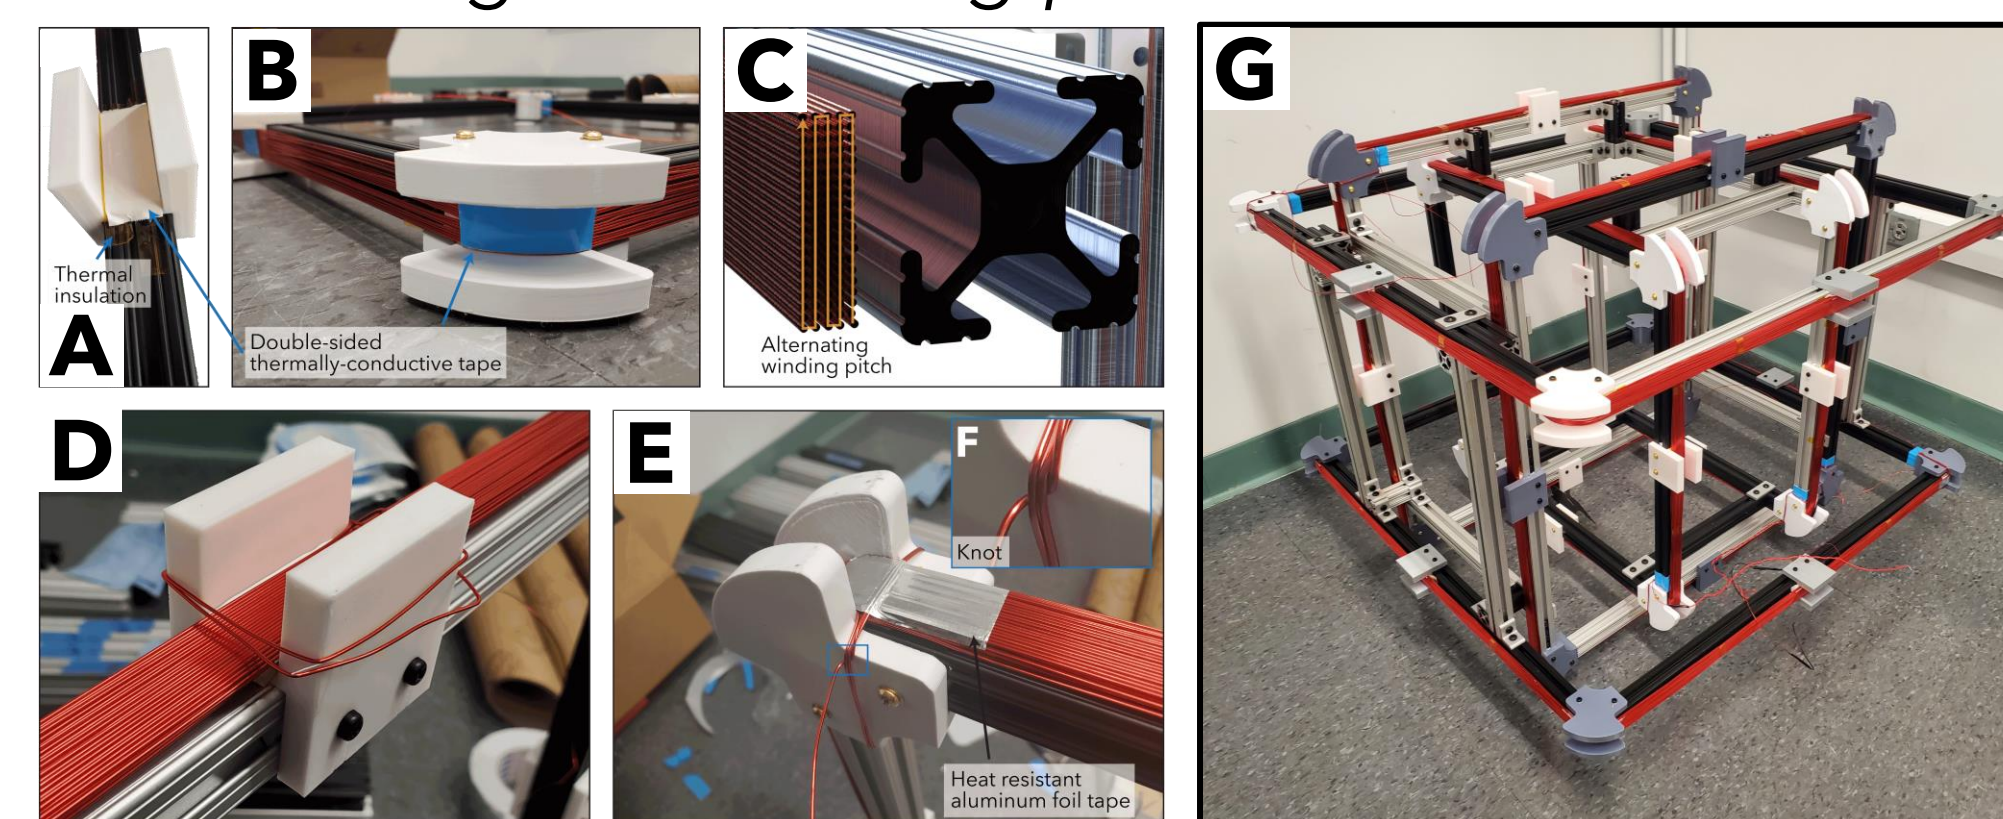 A
Thermal
insulation
B
Double-sided
thermally-conductive tape
C
Alternating
winding pitch
D
E
F
Knot
Heat resistant
aluminum foil tape
G